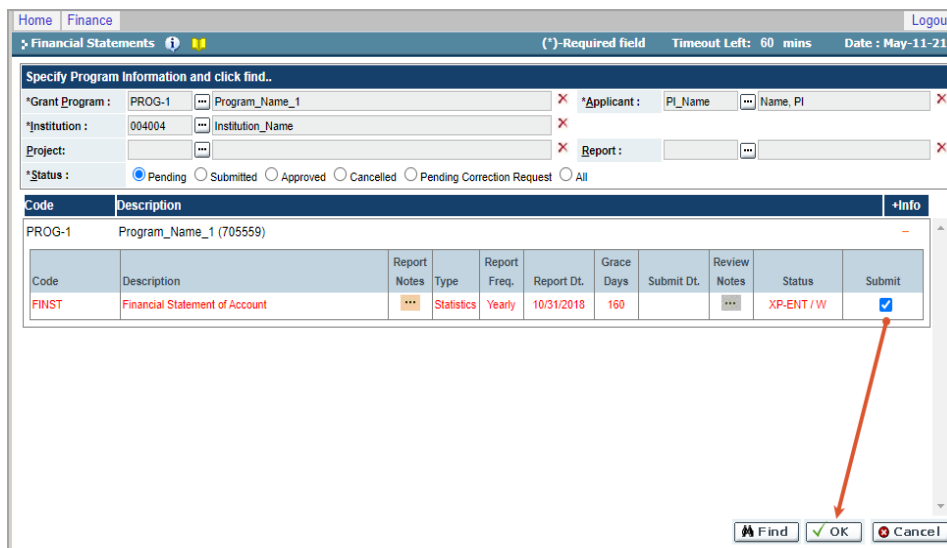 Home Finance Logou
Financial Statements (*)-Required field Timeout Left: 60 mins Date : May-11-21
Specify Program Information and click find..
*Grant Program : PROG-1 Program_Name_1 *Applicant : PI_Name Name, PI
*Institution : 004004 Institution_Name
Project: Report :
*Status : Pending Submitted Approved Cancelled Pending Correction Request All
Code Description +Info
PROG-1 Program_Name_1 (705559) –
Report Report Grace Review
Code Description Notes Type Freq. Report Dt. Days Submit Dt. Notes Status Submit
FINST Financial Statement of Account Statistics Yearly 10/31/2018 160 XP-ENT / W
Find OK Cancel